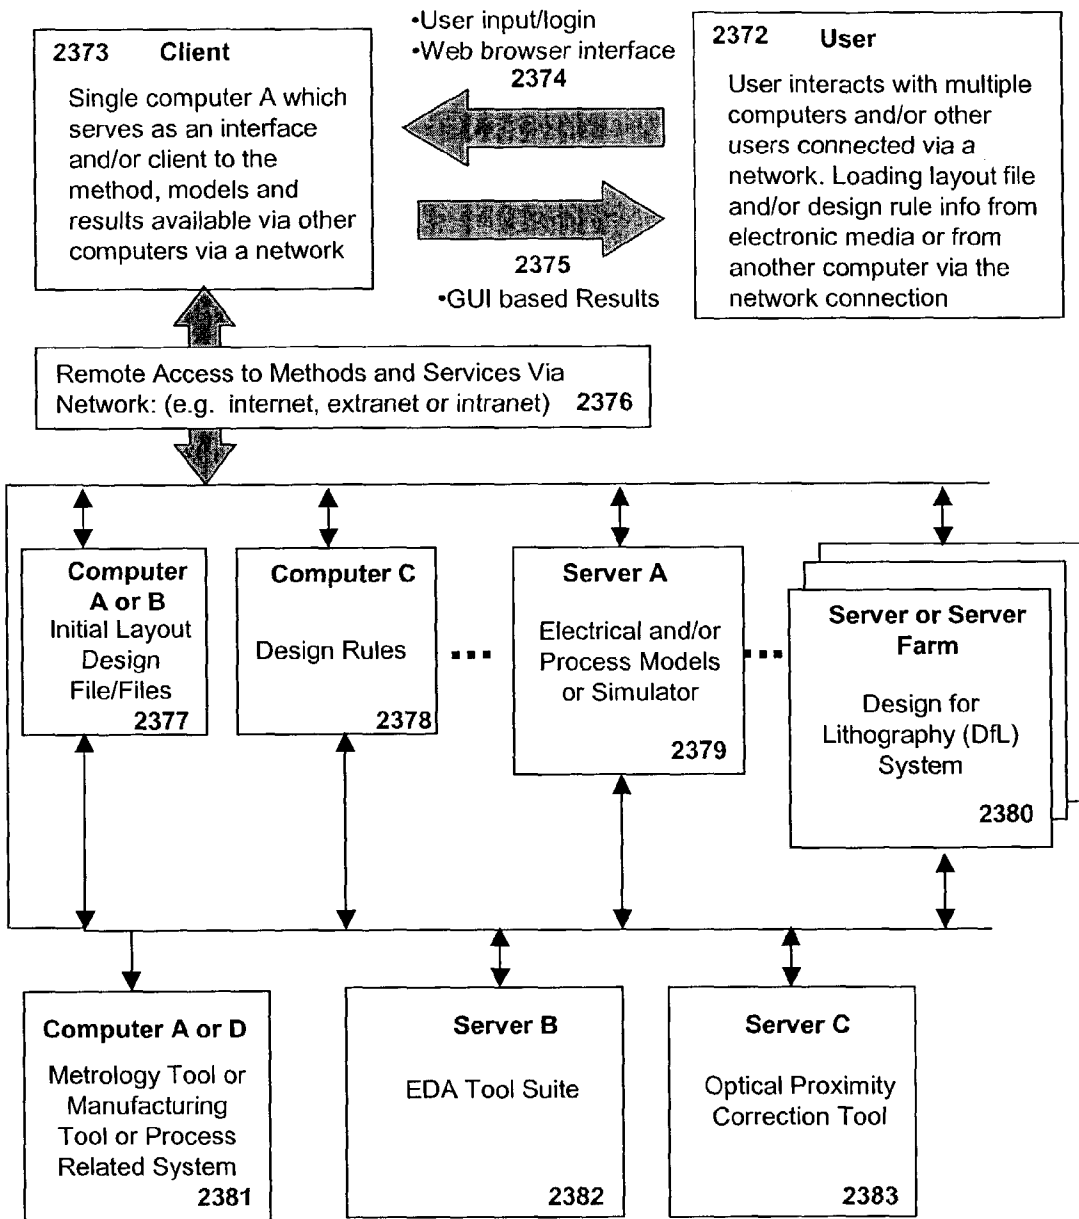 •User input/login
•Web browser interface
2374
2373 Client
Single computer A which
serves as an interface
and/or client to the
method, models and
results available via other
computers via a network
2372 User
User interacts with multiple
computers and/or other
users connected via a
network. Loading layout file
and/or design rule info from
electronic media or from
another computer via the
network connection
2375
•GUI based Results
Remote Access to Methods and Services Via
Network: (e.g. internet, extranet or intranet) 2376
Computer
A or B
Initial Layout
Design
File/Files
2377
Computer C
Design Rules
2378
Server A
Electrical and/or
Process Models
or Simulator
2379
Server or Server
Farm
Design for
Lithography (DfL)
System
2380
Computer A or D
Metrology Tool or
Manufacturing
Tool or Process
Related System
2381
Server B
EDA Tool Suite
2382
Server C
Optical Proximity
Correction Tool
2383